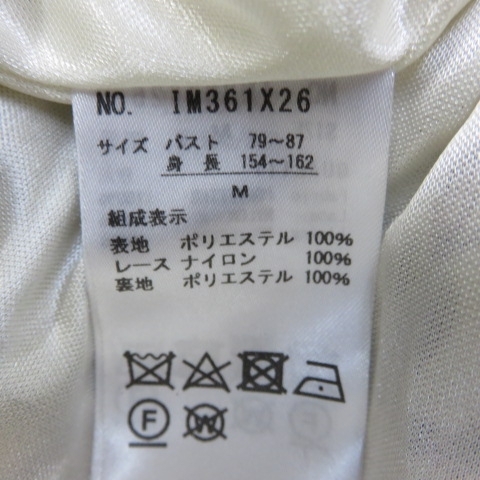 NO. IM361X26
サイズ バスト 79~87
身長 154~162
M
組成表示
表地 ポリエステル 100%
レース ナイロン 100%
裏地 ポリエステル 100%
F W